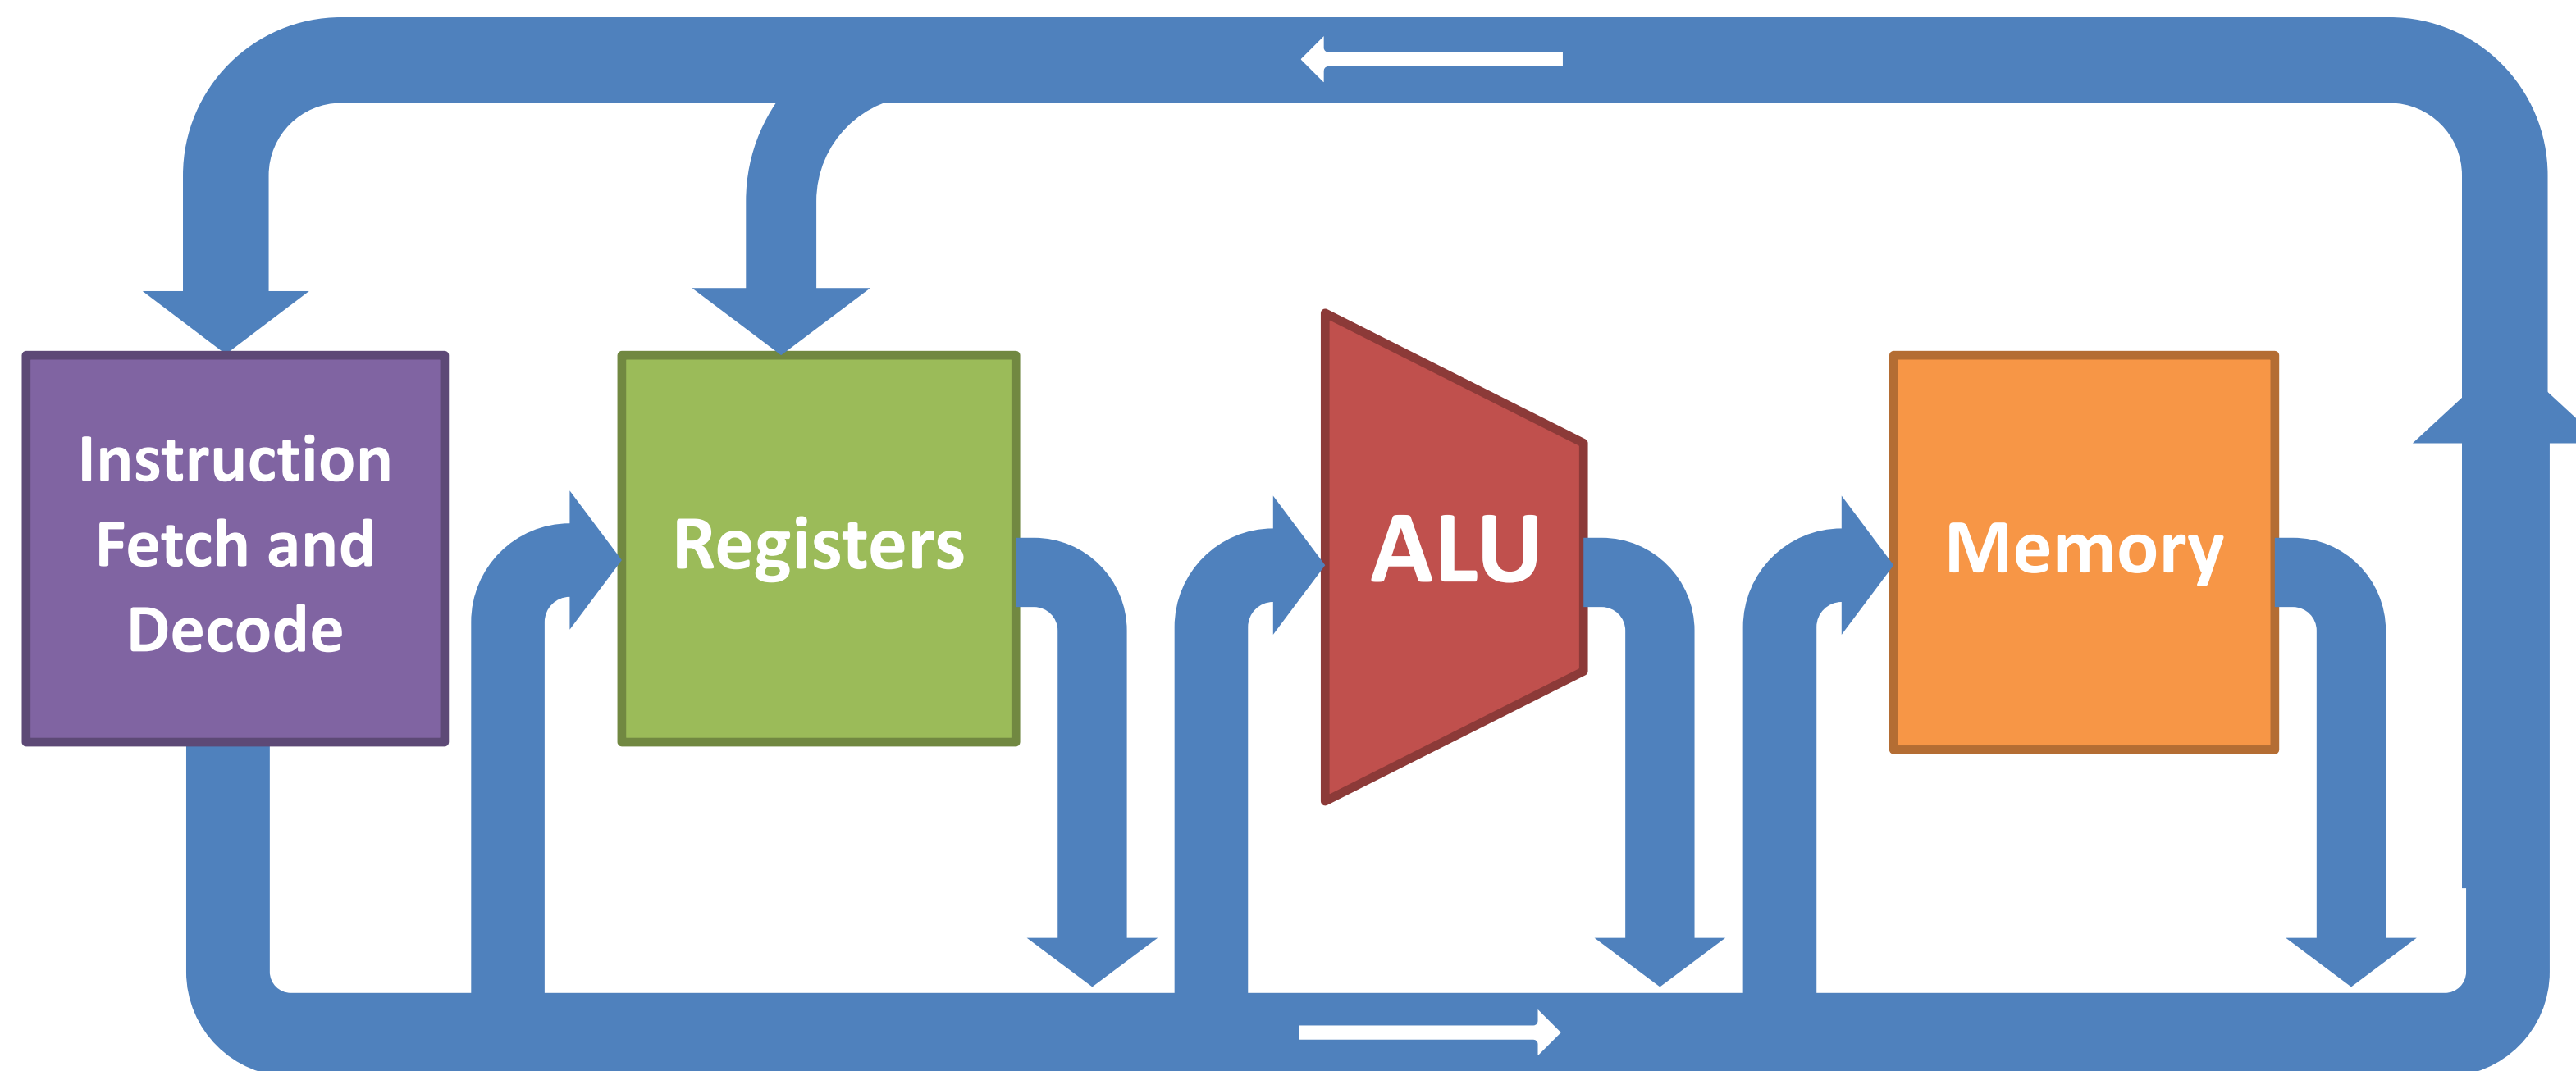 Instruction
Fetch and
Decode
Registers
ALU
Memory